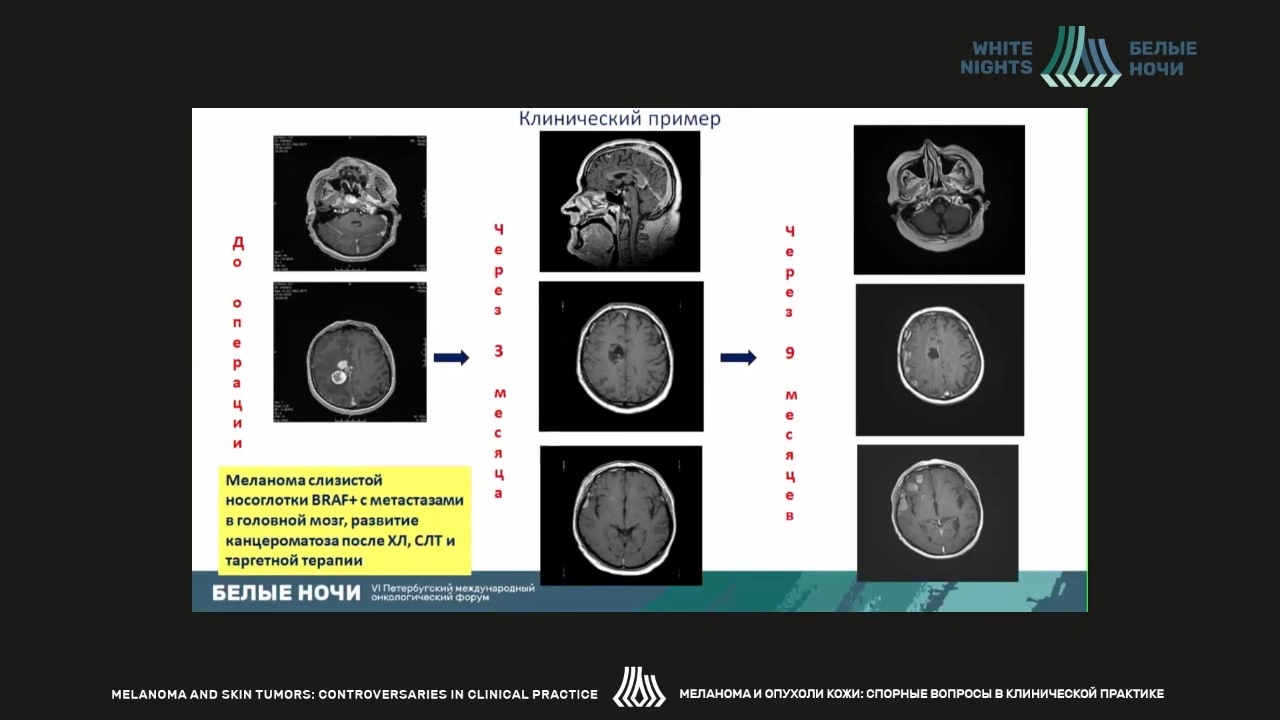 WHITE
NIGHTS
БЕЛЫЕ
НОЧИ
Клинический пример
До операции
Через 3 месяца
Через 9 месяцев
Меланома слизистой
носоглотки BRAF+ с метастазами
в головной мозг, развитие
канцероматоза после ХЛ, СЛТ и
таргетной терапии
БЕЛЫЕ НОЧИ
VI Петербугский международный
онкологический форум
MELANOMA AND SKIN TUMORS: CONTROVERSARIES IN CLINICAL PRACTICE
МЕЛАНОМА И ОПУХОЛИ КОЖИ: СПОРНЫЕ ВОПРОСЫ В КЛИНИЧЕСКОЙ ПРАКТИКЕ